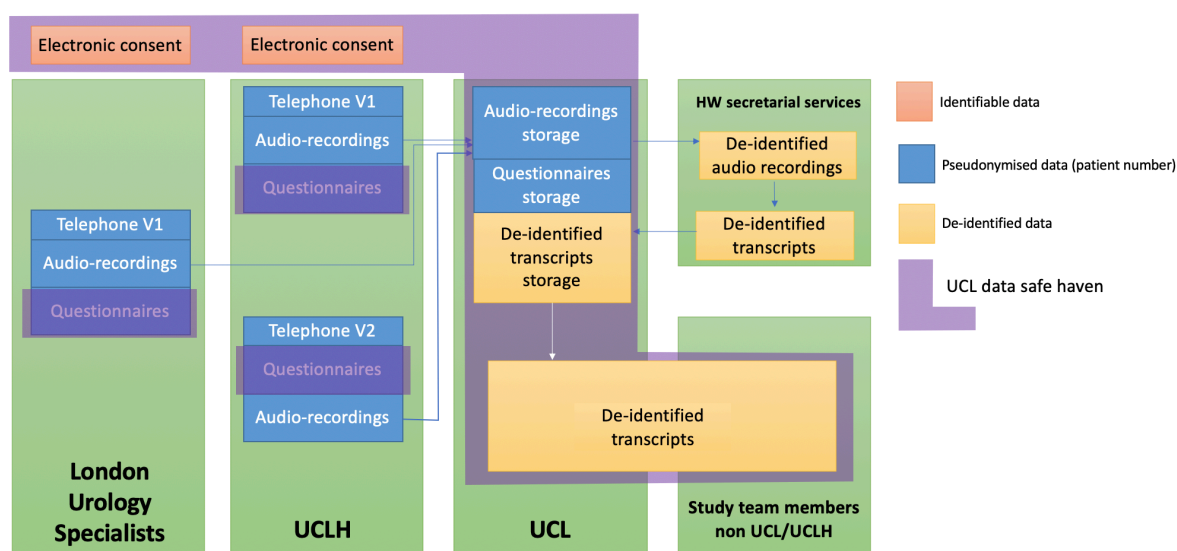 Electronic consent
Electronic consent
Telephone V1
Audio-recordings
Questionnaires
London
Urology
Specialists
Telephone V1
Audio-recordings
Questionnaires
Telephone V2
Questionnaires
Audio-recordings
UCLH
Audio-recordings
storage
Questionnaires
storage
De-identified
transcripts
storage
De-identified
transcripts
UCL
HW secretarial services
De-identified
audio recordings
De-identified
transcripts
Study team members
non UCL/UCLH
Identifiable data
Pseudonymised data (patient number)
De-identified data
UCL data safe haven